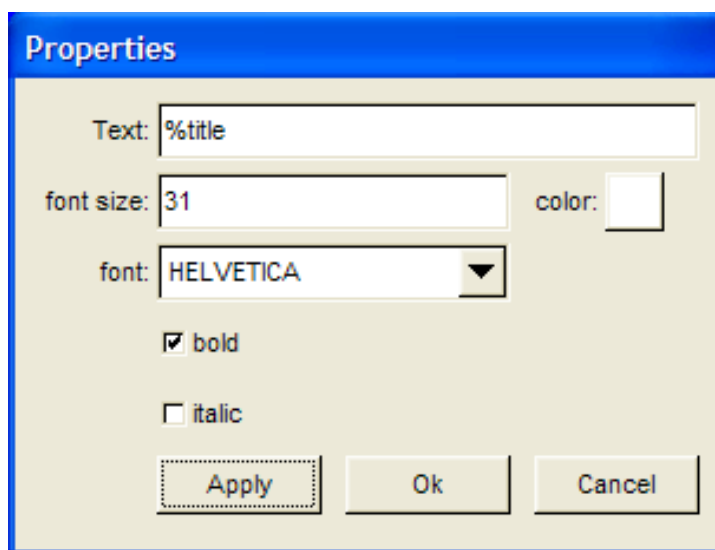 Properties
Text: %title
font size: 31 color:
font: HELVETICA
bold
italic
Apply Ok Cancel